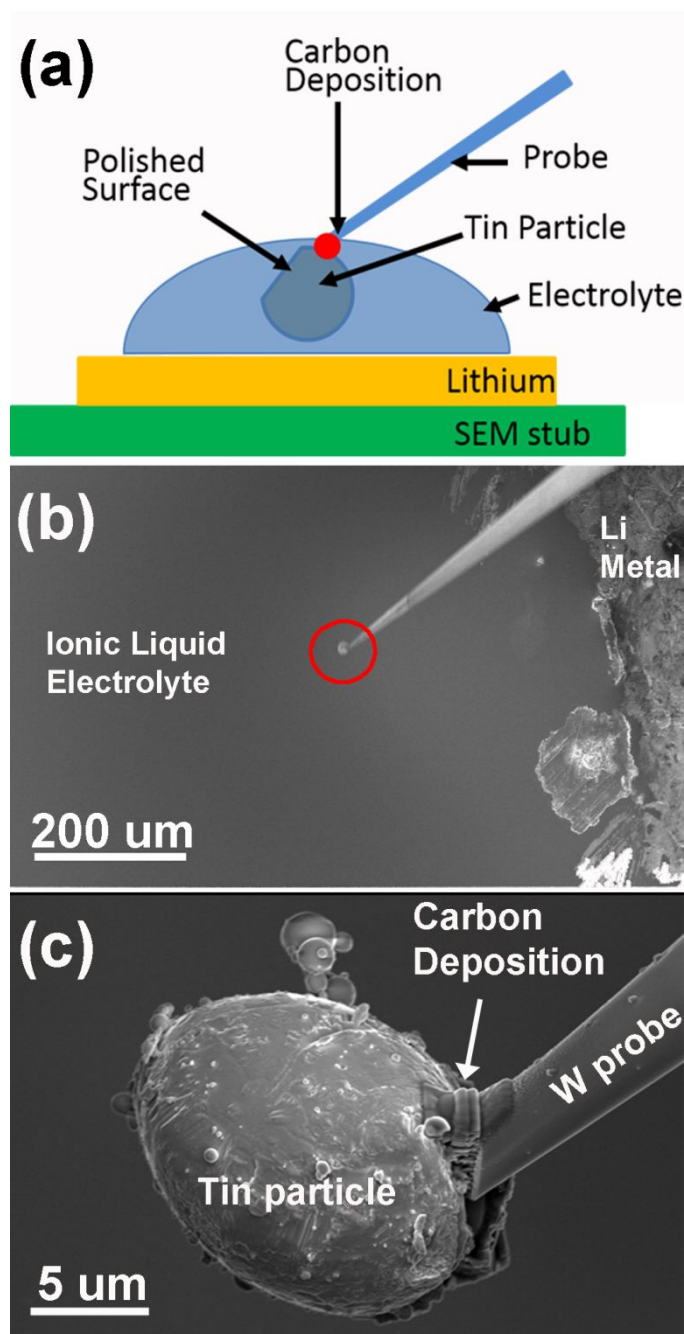 (a)
Carbon
Deposition
Polished
Surface
Probe
Tin Particle
Electrolyte
Lithium
SEM stub
(b)
Li
Metal
Ionic Liquid
Electrolyte
200 um
(c)
Carbon
Deposition
W probe
Tin particle
5 um